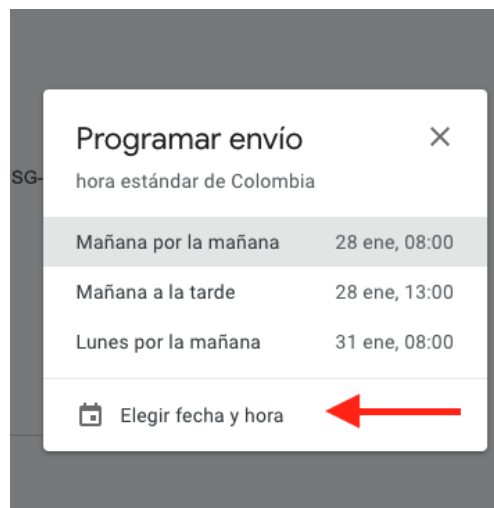 Programar envío
SG-
hora estándar de Colombia
Mañana por la mañana 28 ene, 08:00
Mañana a la tarde 28 ene, 13:00
Lunes por la mañana 31 ene, 08:00
Elegir fecha y hora